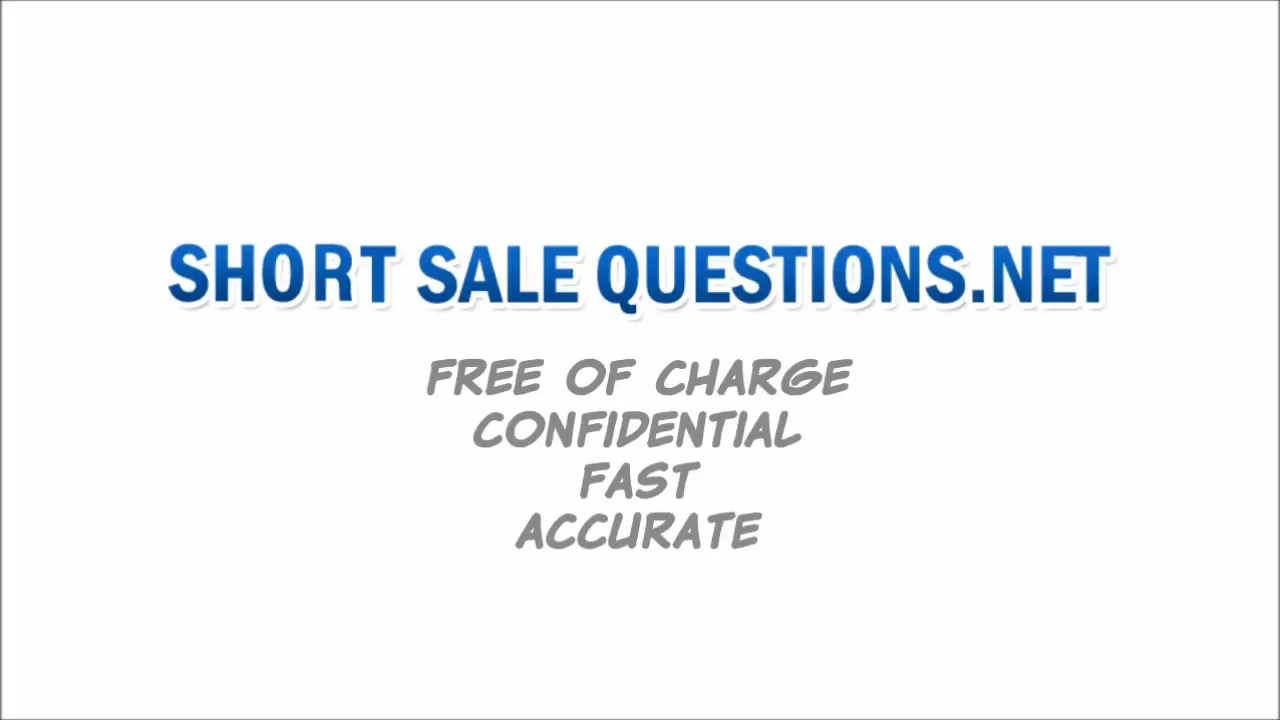 SHORT SALE QUESTIONS.NET
FREE OF CHARGE
CONFIDENTIAL
FAST
ACCURATE